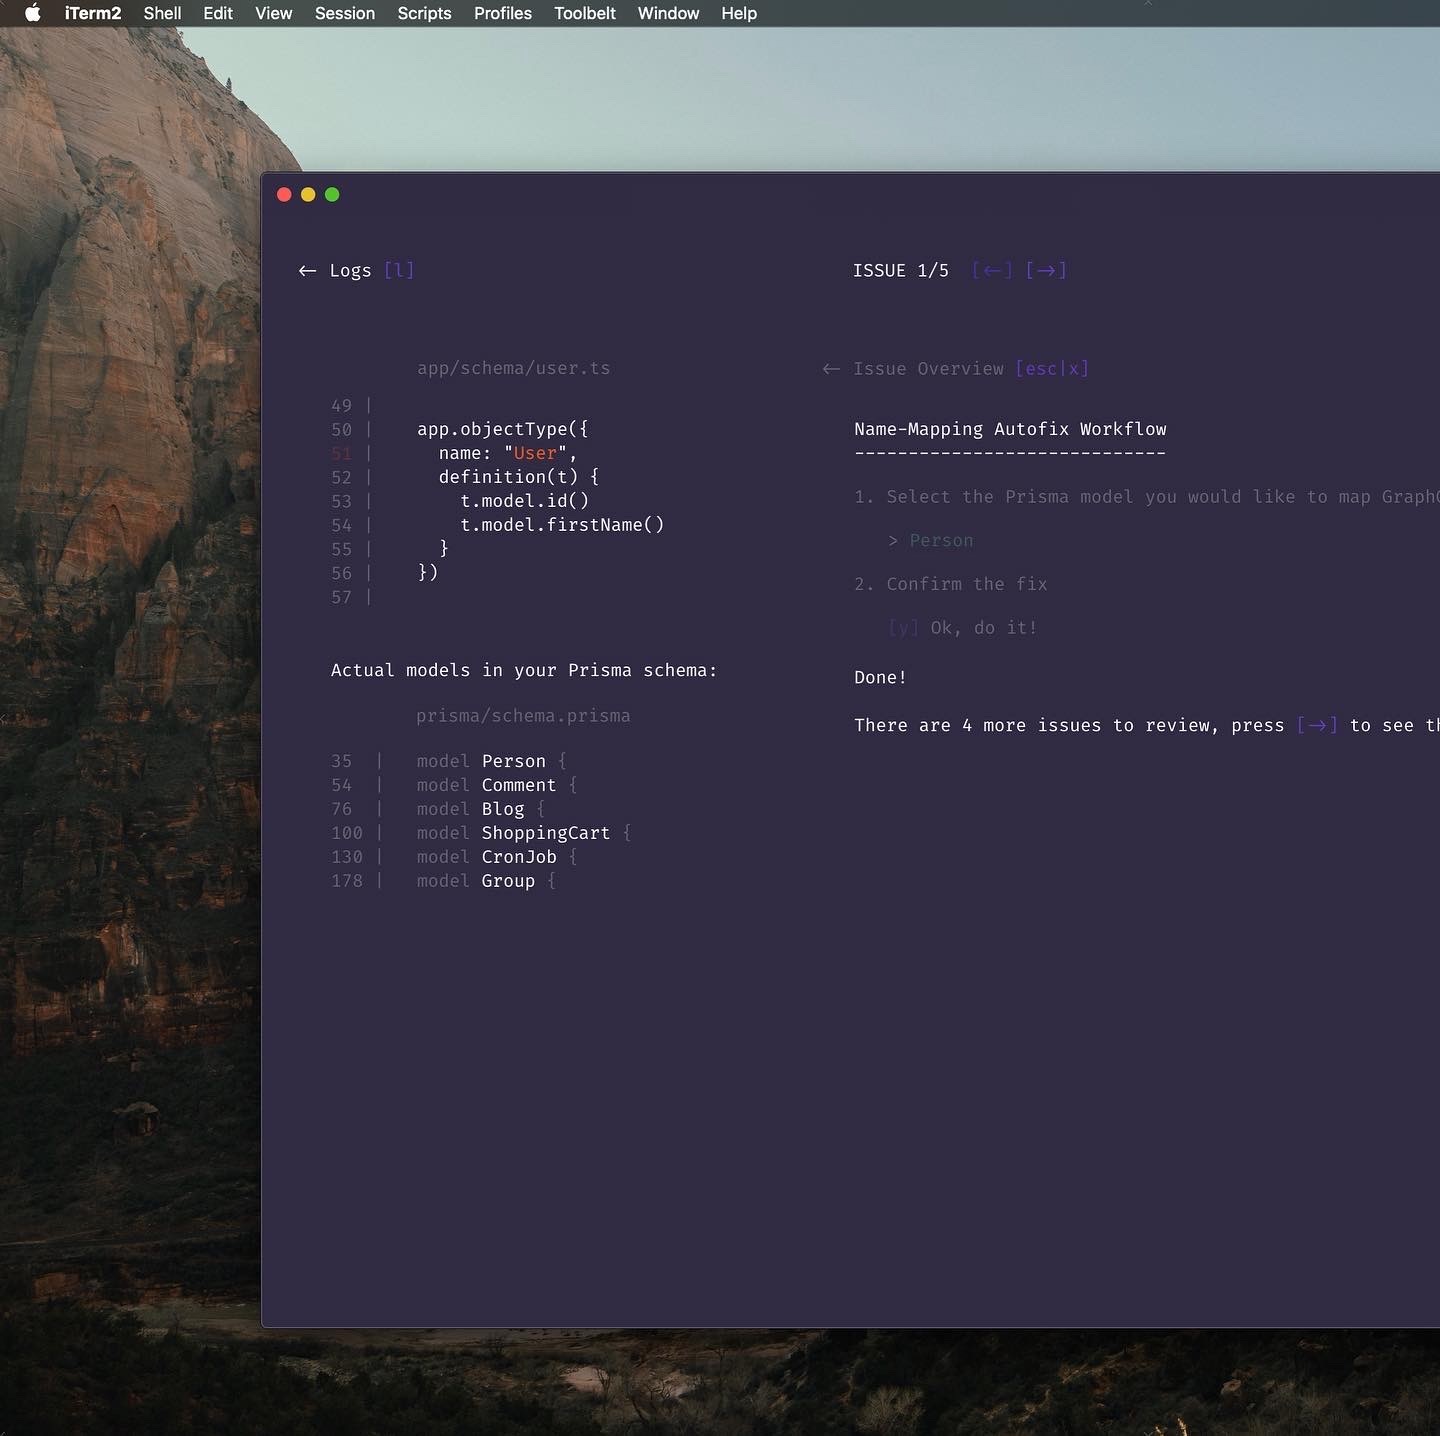 iTerm2 Shell Edit View Session Scripts Profiles Toolbelt Window Help
← Logs [l]
ISSUE 1/5 [←] [→]
app/schema/user.ts
49 |
50 | app.objectType({
51 | name: "User",
52 | definition(t) {
53 | t.model.id()
54 | t.model.firstName()
55 | }
56 | })
57 |
Actual models in your Prisma schema:
prisma/schema.prisma
35 | model Person {
54 | model Comment {
76 | model Blog {
100 | model ShoppingCart {
130 | model CronJob {
178 | model Group {
← Issue Overview [esc|x]
Name-Mapping Autofix Workflow
-----------------------------
1. Select the Prisma model you would like to map Graph
> Person
2. Confirm the fix
[y] Ok, do it!
Done!
There are 4 more issues to review, press [→] to see